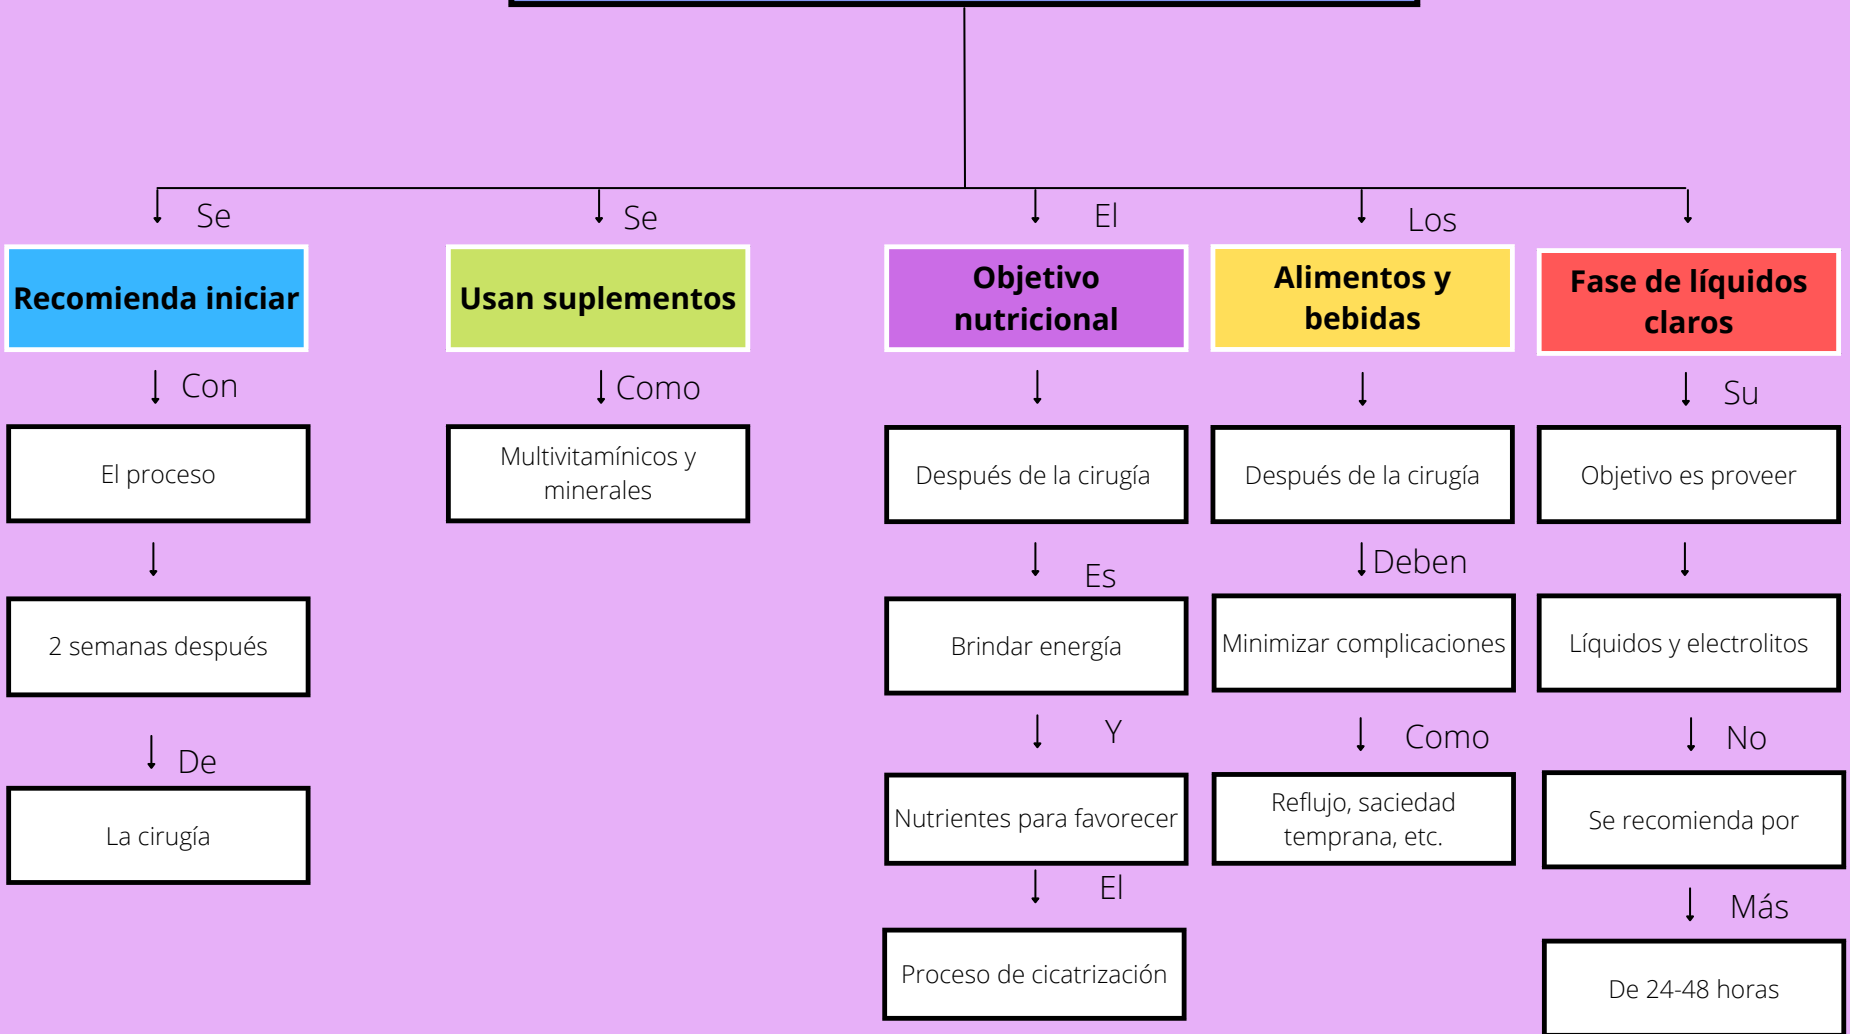 Se
Recomienda iniciar
Con
El proceso
2 semanas después
De
La cirugía
Se
Usan suplementos
Como
Multivitamínicos y
minerales
El
Objetivo
nutricional
Después de la cirugía
Es
Brindar energía
Y
Nutrientes para favorecer
El
Proceso de cicatrización
Los
Alimentos y
bebidas
Después de la cirugía
Deben
Minimizar complicaciones
Como
Reflujo, saciedad
temprana, etc.
Fase de líquidos
claros
Su
Objetivo es proveer
Líquidos y electrolitos
No
Se recomienda por
Más
De 24-48 horas